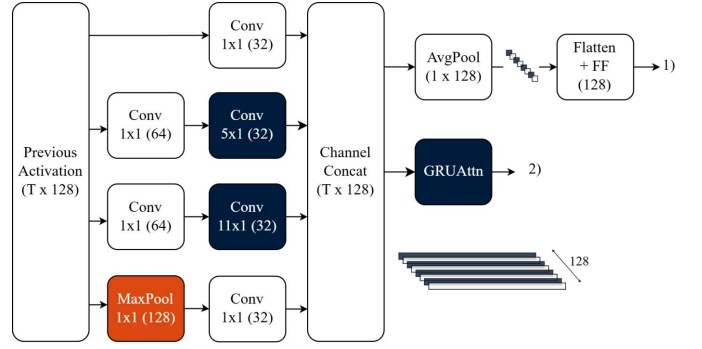 Previous
Activation
(T x 128)
Conv
1x1 (32)
Conv
1x1 (64)
Conv
5x1 (32)
Conv
1x1 (64)
Conv
11x1 (32)
MaxPool
1x1 (128)
Conv
1x1 (32)
Channel
Concat
(T x 128)
AvgPool
(1 x 128)
Flatten
+ FF
(128)
1)
GRUAttn
2)
128